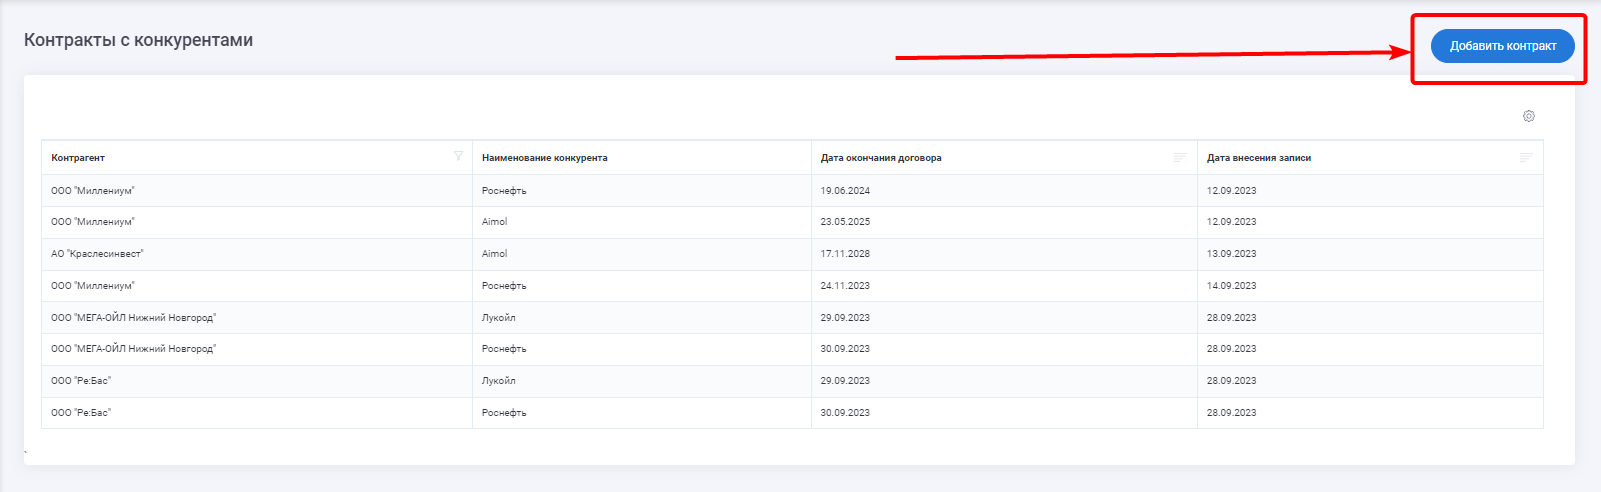 Контракты с конкурентами
Добавить контракт
Контрагент Наименование конкурента Дата окончания договора Дата внесения записи
ООО "Миллениум" Роснефть 19.06.2024 12.09.2023
ООО "Миллениум" Aimol 23.05.2025 12.09.2023
АО "Краслесинвест" Aimol 17.11.2028 13.09.2023
ООО "Миллениум" Роснефть 24.11.2023 14.09.2023
ООО "МЕГА-ОЙЛ Нижний Новгород" Лукойл 29.09.2023 28.09.2023
ООО "МЕГА-ОЙЛ Нижний Новгород" Роснефть 30.09.2023 28.09.2023
ООО "Ре:Бас" Лукойл 29.09.2023 28.09.2023
ООО "Ре:Бас" Роснефть 30.09.2023 28.09.2023
`